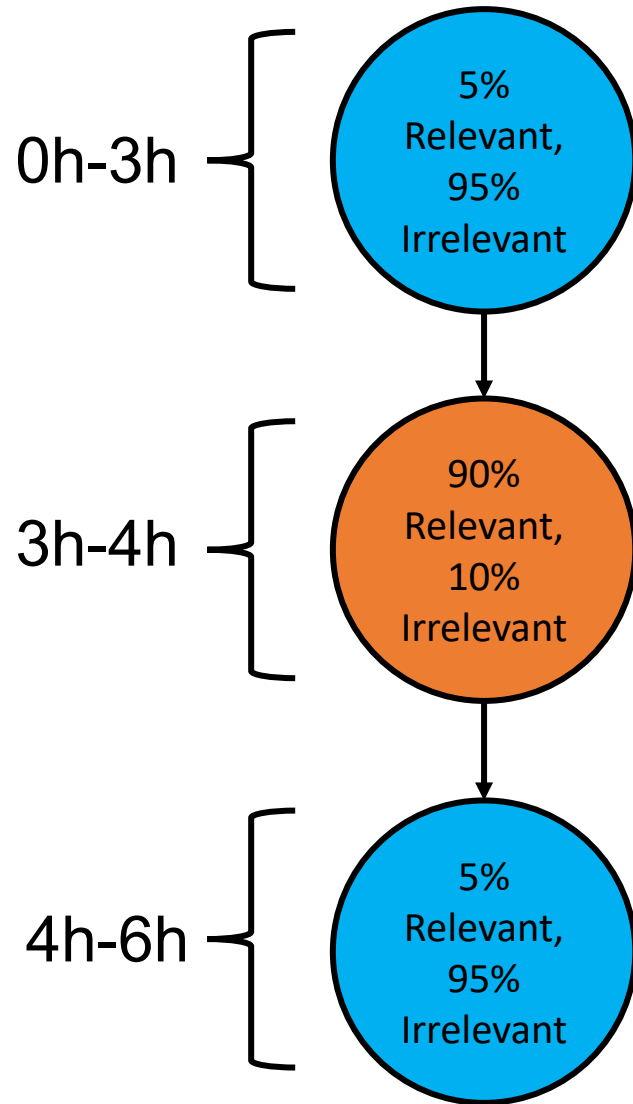 0h-3h
5%
Relevant,
95%
Irrelevant
3h-4h
90%
Relevant,
10%
Irrelevant
4h-6h
5%
Relevant,
95%
Irrelevant